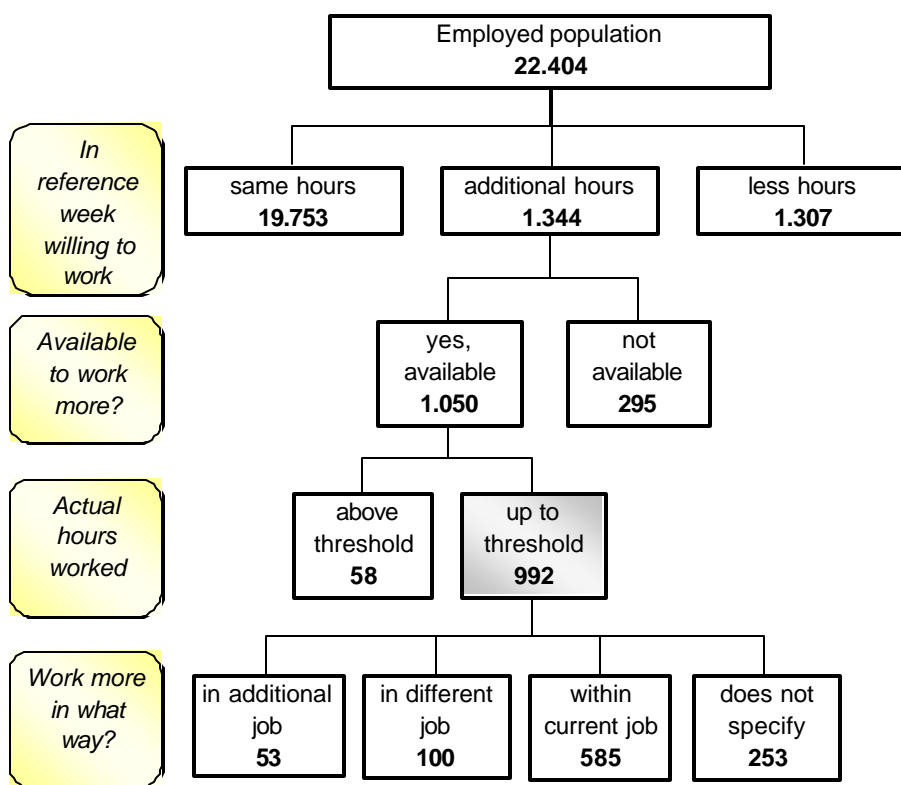 Employed population
22.404
In
reference
week
willing to
work
same hours
19.753
additional hours
1.344
less hours
1.307
Available
to work
more?
yes,
available
1.050
not
available
295
Actual
hours
worked
above
threshold
58
up to
threshold
992
Work more
in what
way?
in additional
job
53
in different
job
100
within
current job
585
does not
specify
253